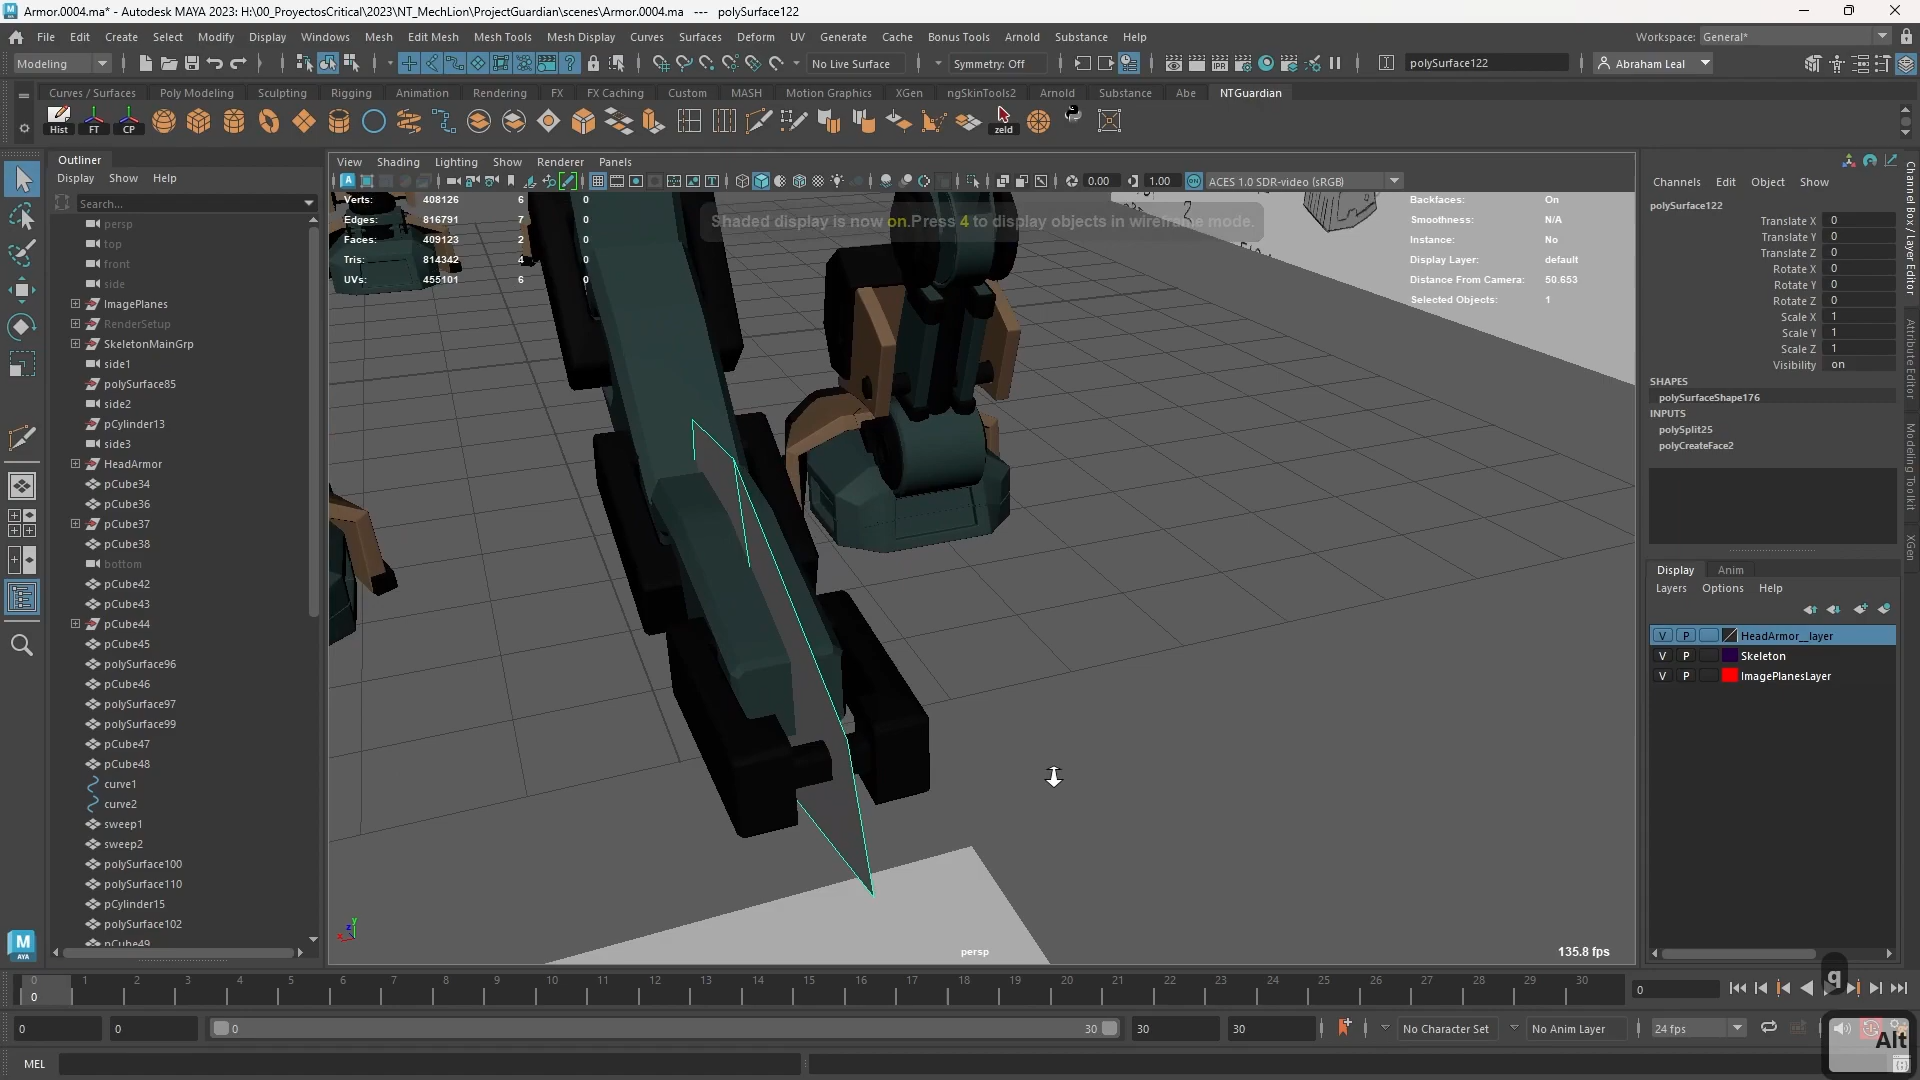 Armor.0004.ma* - Autodesk MAYA 2023: H:\00_ProyectosCritical\2023\NT_MechLion\ProjectGuardian\scenes\Armor.0004.ma --- polySurface122
File Edit Create Select Modify Display Windows Mesh Edit Mesh Mesh Tools Mesh Display Curves Surfaces Deform UV Generate Cache Bonus Tools Arnold Substance Help
Workspace: General*
Modeling
No Live Surface
Symmetry: Off
polySurface122
Abraham Leal
Curves / Surfaces Poly Modeling Sculpting Rigging Animation Rendering FX FX Caching Custom MASH Motion Graphics XGen ngSkinTools2 Arnold Substance Abe NTGuardian
Hist FT CP zeld
Outliner
Display Show Help
Search...
persp
top
front
side
ImagePlanes
RenderSetup
SkeletonMainGrp
side1
polySurface85
side2
pCylinder13
side3
HeadArmor
pCube34
pCube36
pCube37
pCube38
bottom
pCube42
pCube43
pCube44
pCube45
polySurface96
pCube46
polySurface97
polySurface99
pCube47
pCube48
curve1
curve2
sweep1
sweep2
polySurface100
polySurface110
pCylinder15
polySurface102
pCube49
View Shading Lighting Show Renderer Panels
0.00 1.00 ACES 1.0 SDR-video (sRGB)
Verts: 408126 6 0
Edges: 816791 7 0
Faces: 409123 2 0
Tris: 814342 4 0
UVs: 455101 6 0
Shaded display is now on.Press 4 to display objects in wireframe mode.
Backfaces: On
Smoothness: N/A
Instance: No
Display Layer: default
Distance From Camera: 50.653
Selected Objects: 1
persp
135.8 fps
Channels Edit Object Show
polySurface122
Translate X 0
Translate Y 0
Translate Z 0
Rotate X 0
Rotate Y 0
Rotate Z 0
Scale X 1
Scale Y 1
Scale Z 1
Visibility on
SHAPES
polySurfaceShape176
INPUTS
polySplit25
polyCreateFace2
Display Anim
Layers Options Help
V P HeadArmor__layer
V P Skeleton
V P ImagePlanesLayer
Channel Box / Layer Editor
Attribute Editor
Modeling Toolkit
XGen
0 1 2 3 4 5 6 7 8 9 10 11 12 13 14 15 16 17 18 19 20 21 22 23 24 25 26 27 28 29 30
0
0
q
0 0 0 30 30 30 No Character Set No Anim Layer 24 fps
MEL
Alt
M
AYA